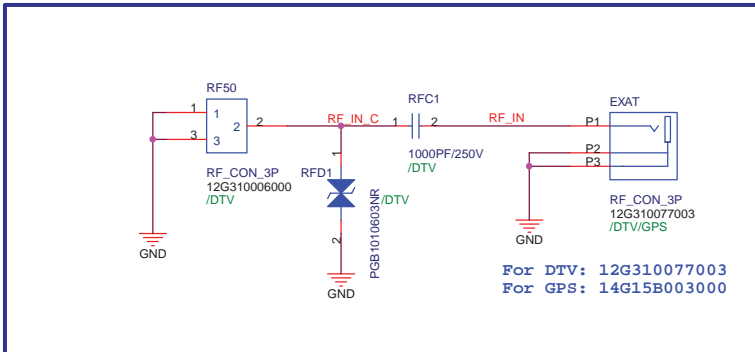 RF50
1
1
2
2
3
3
RF_CON_3P
12G310006000
/DTV
GND
RF_IN_C
RFD1
1
2
PGB1010603NR
/DTV
GND
RFC1
1
2
1000PF/250V
/DTV
RF_IN
EXAT
P1
P2
P3
RF_CON_3P
12G310077003
/DTV/GPS
GND
For DTV: 12G310077003
For GPS: 14G15B003000